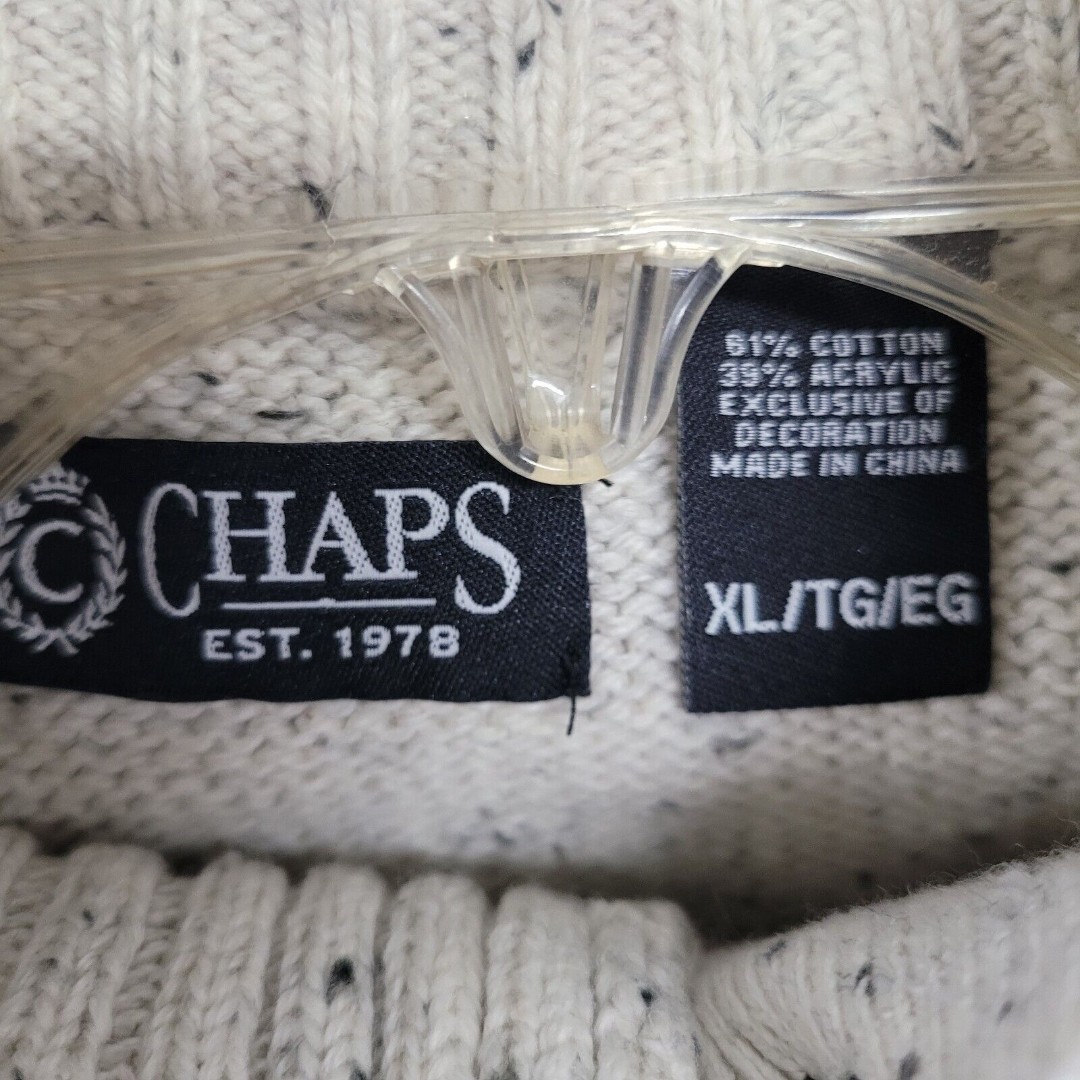 C CHAPS
EST. 1978
61% COTTON
39% ACRYLIC
EXCLUSIVE OF
DECORATION
MADE IN CHINA
XL/TG/EG